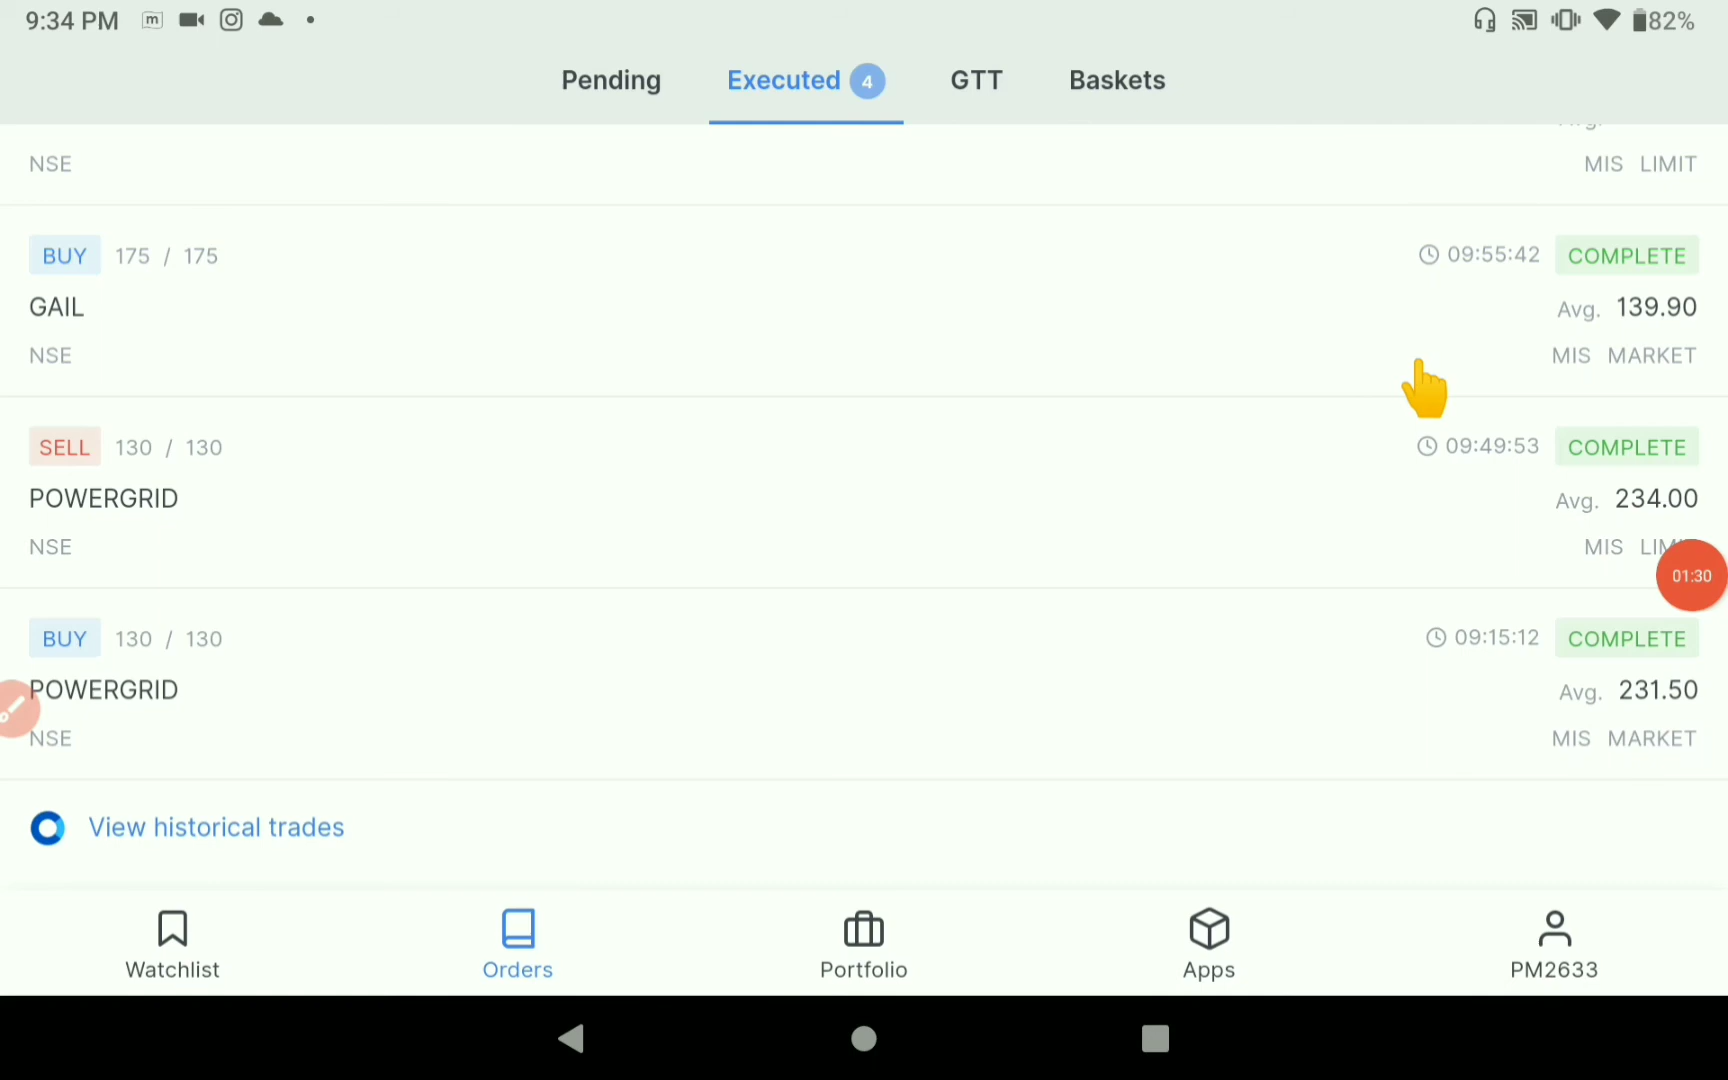 9:34 PM m 82%
Pending Executed 4 GTT Baskets
NSE MIS LIMIT
BUY 175 / 175 09:55:42 COMPLETE
GAIL Avg. 139.90
NSE MIS MARKET
SELL 130 / 130 09:49:53 COMPLETE
POWERGRID Avg. 234.00
NSE MIS
01:30
BUY 130 / 130 09:15:12 COMPLETE
POWERGRID Avg. 231.50
NSE MIS MARKET
View historical trades
Watchlist Orders Portfolio Apps PM2633